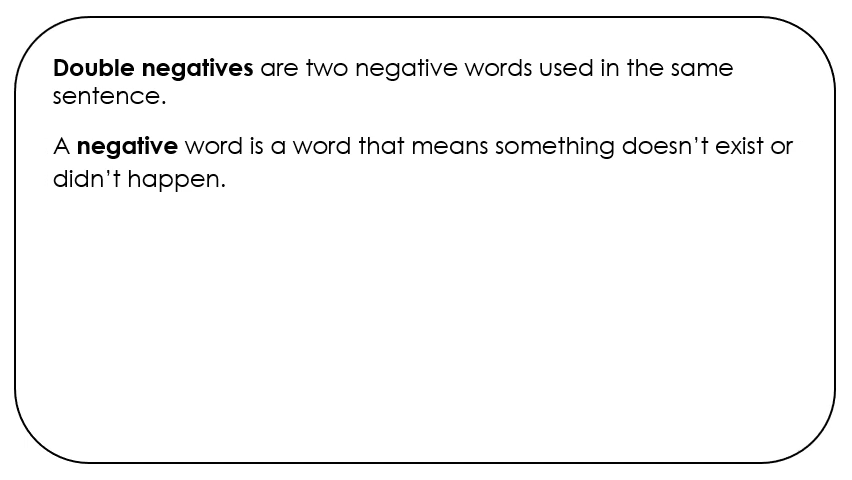 Double negatives are two negative words used in the same
sentence.
A negative word is a word that means something doesn’t exist or
didn’t happen.